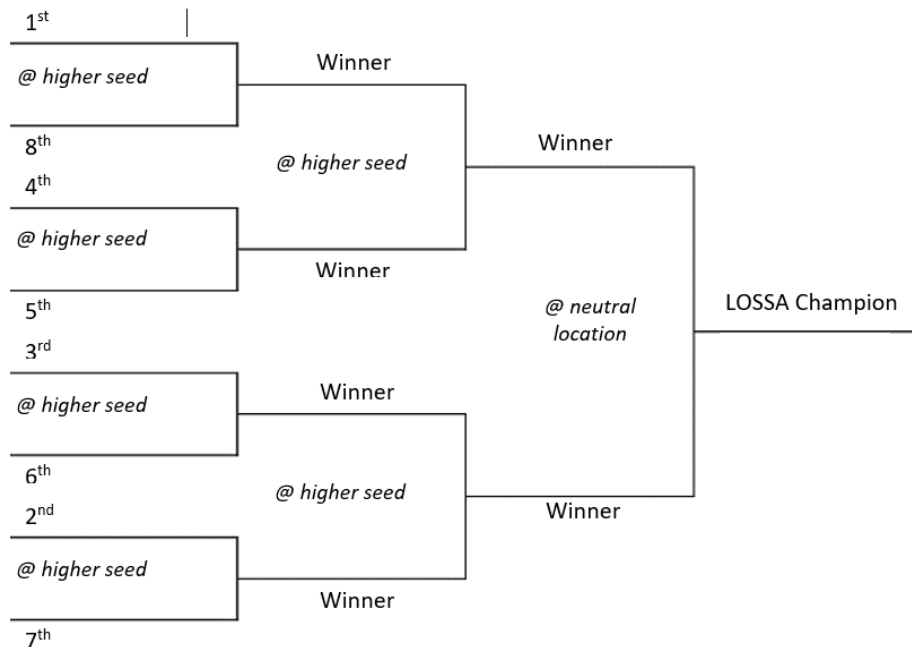 1st
@ higher seed
8th
4th
@ higher seed
5th
3rd
@ higher seed
6th
2nd
@ higher seed
7th
Winner
@ higher seed
Winner
Winner
@ higher seed
Winner
Winner
@ neutral
location
Winner
LOSSA Champion